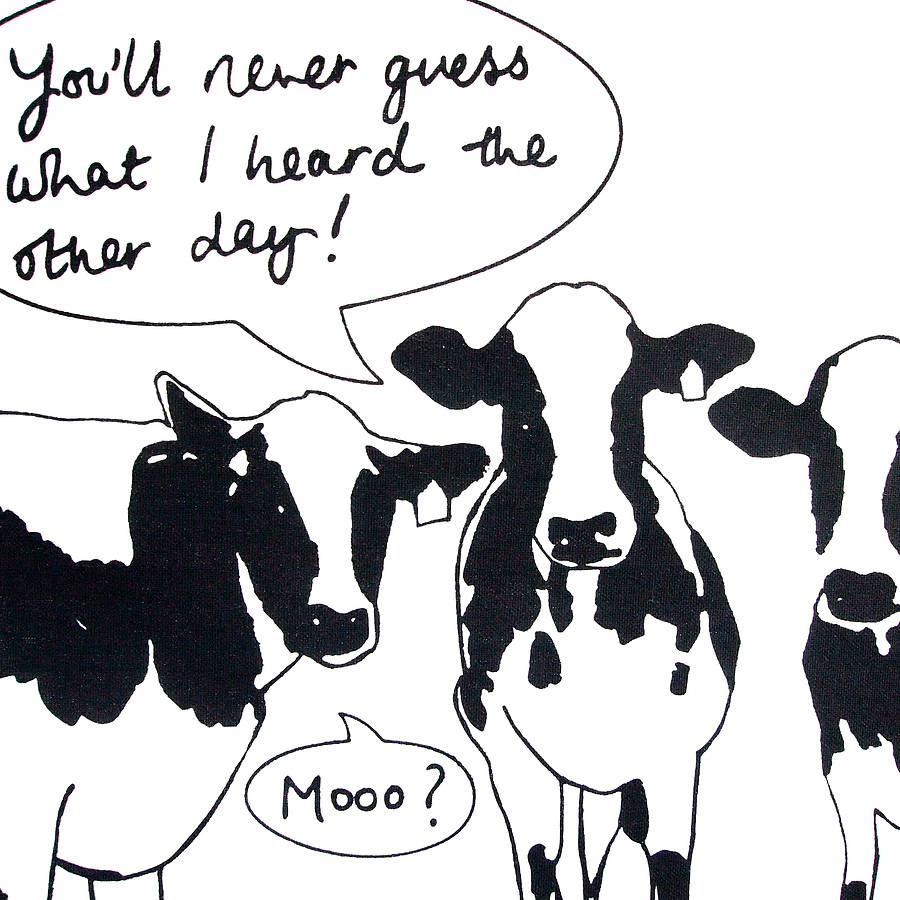 You'll never guess
what I heard the
other day!
Mooo?